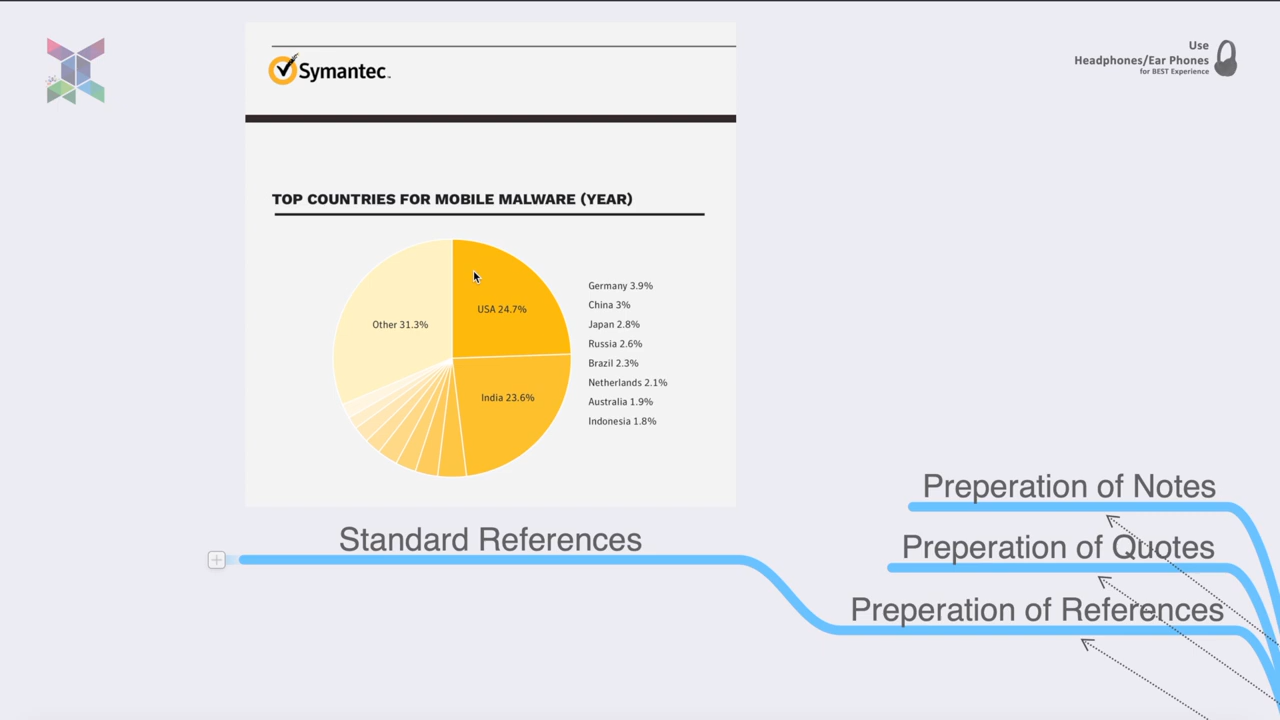 Symantec™
Use
Headphones/Ear Phones
for BEST Experience
TOP COUNTRIES FOR MOBILE MALWARE (YEAR)
Other 31.3%
USA 24.7%
India 23.6%
Germany 3.9%
China 3%
Japan 2.8%
Russia 2.6%
Brazil 2.3%
Netherlands 2.1%
Australia 1.9%
Indonesia 1.8%
Standard References
Preperation of Notes
Preperation of Quotes
Preperation of References